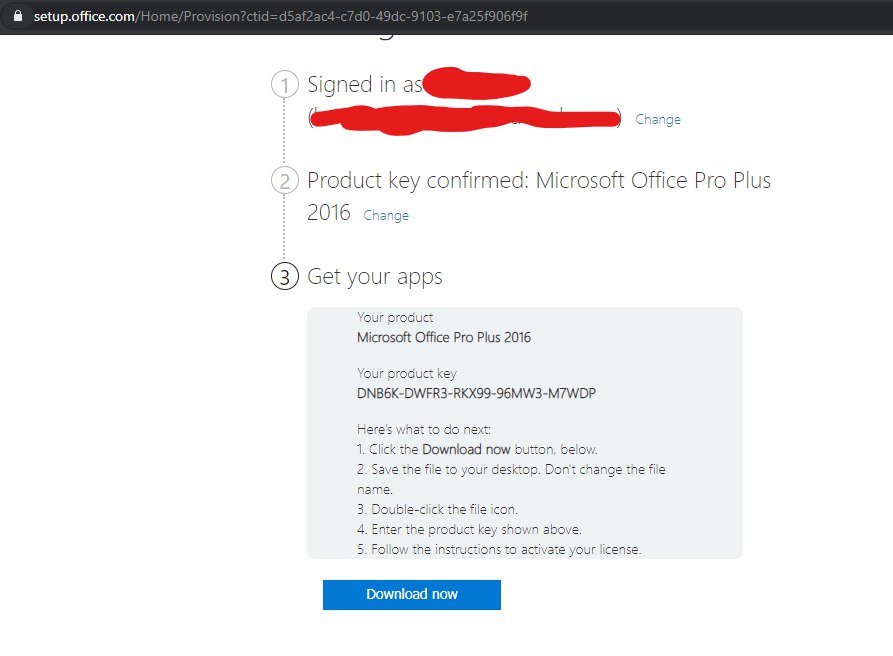 setup.office.com/Home/Provision?ctid=d5af2ac4-c7d0-49dc-9103-e7a25f906f9f
1 Signed in as
( ) Change
2 Product key confirmed: Microsoft Office Pro Plus
2016 Change
3 Get your apps
Your product
Microsoft Office Pro Plus 2016
Your product key
DNB6K-DWFR3-RKX99-96MW3-M7WDP
Here's what to do next:
1. Click the Download now button, below.
2. Save the file to your desktop. Don't change the file
name.
3. Double-click the file icon.
4. Enter the product key shown above.
5. Follow the instructions to activate your license.
Download now